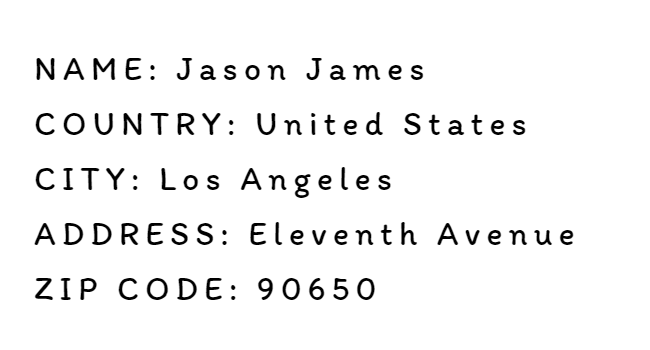 NAME: Jason James
COUNTRY: United States
CITY: Los Angeles
ADDRESS: Eleventh Avenue
ZIP CODE: 90650